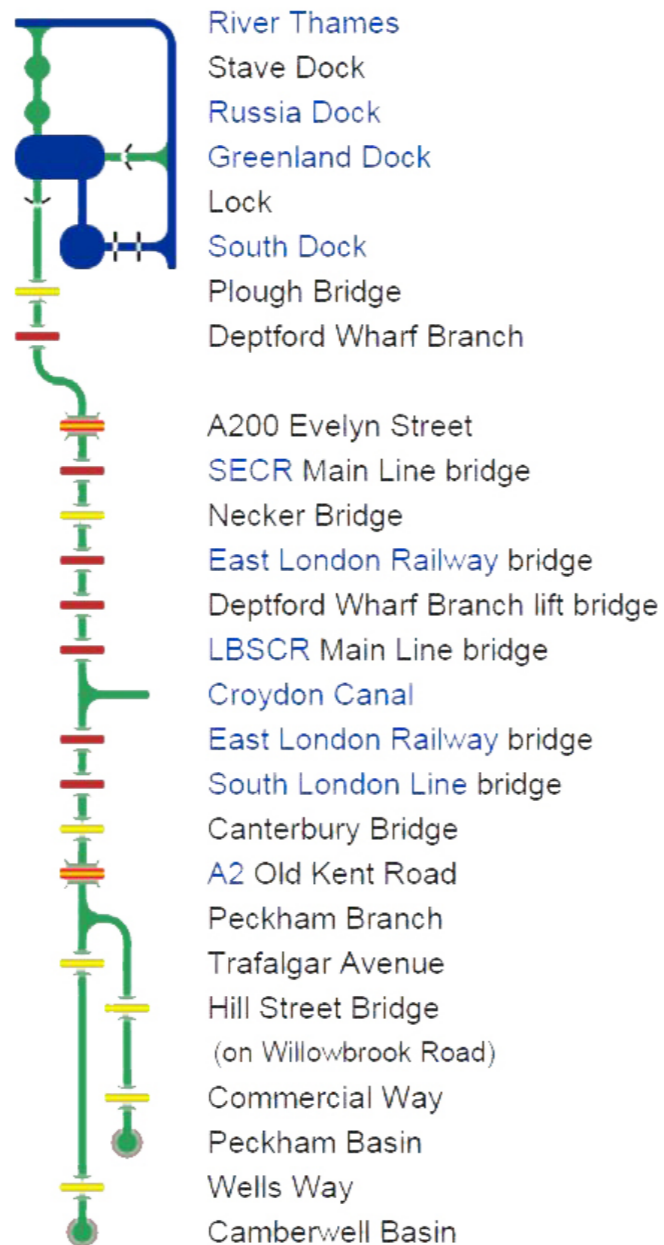 River Thames
Stave Dock
Russia Dock
Greenland Dock
Lock
South Dock
Plough Bridge
Deptford Wharf Branch
A200 Evelyn Street
SECR Main Line bridge
Necker Bridge
East London Railway bridge
Deptford Wharf Branch lift bridge
LBSCR Main Line bridge
Croydon Canal
East London Railway bridge
South London Line bridge
Canterbury Bridge
A2 Old Kent Road
Peckham Branch
Trafalgar Avenue
Hill Street Bridge
(on Willowbrook Road)
Commercial Way
Peckham Basin
Wells Way
Camberwell Basin